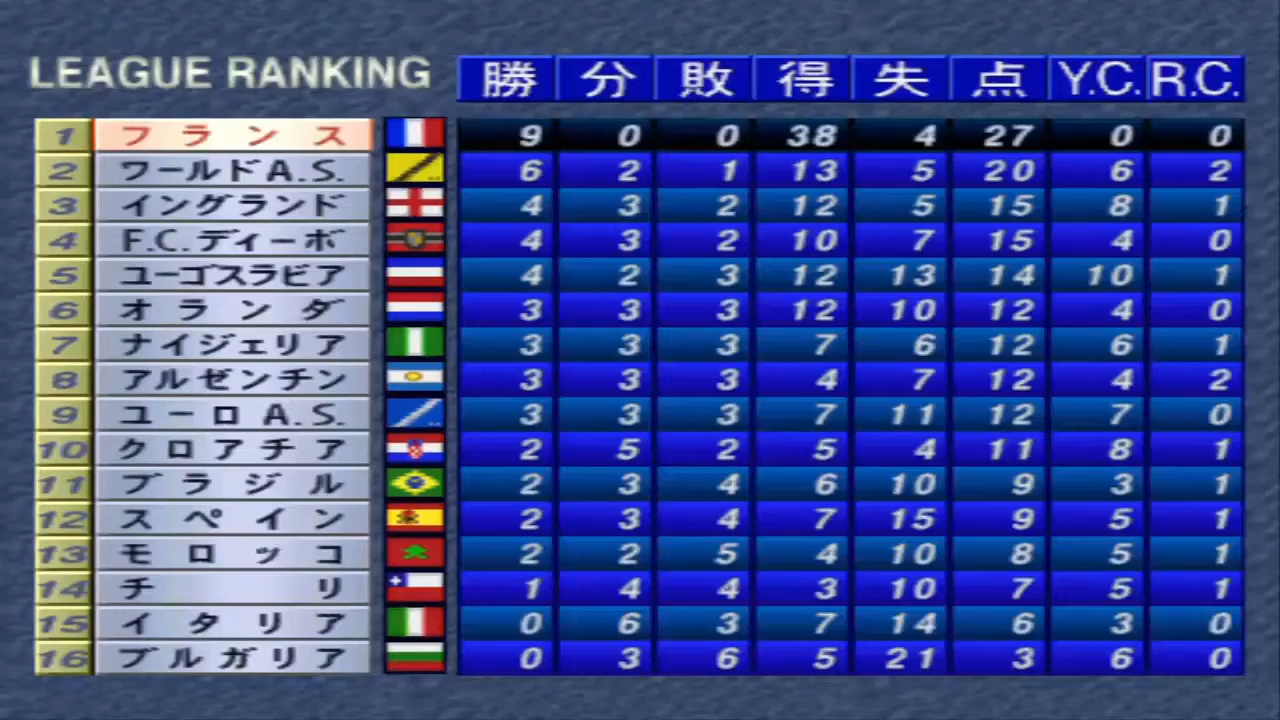 LEAGUE RANKING 勝 分 敗 得 失 点 Y.C. R.C.
1 フランス 9 0 0 38 4 27 0 0
2 ワールドA.S. 6 2 1 13 5 20 6 2
3 イングランド 4 3 2 12 5 15 8 1
4 F.C.ディーボ 4 3 2 10 7 15 4 0
5 ユーゴスラビア 4 2 3 12 13 14 10 1
6 オランダ 3 3 3 12 10 12 4 0
7 ナイジェリア 3 3 3 7 6 12 6 1
8 アルゼンチン 3 3 3 4 7 12 4 2
9 ユーロA.S. 3 3 3 7 11 12 7 0
10 クロアチア 2 5 2 5 4 11 8 1
11 ブラジル 2 3 4 6 10 9 3 1
12 スペイン 2 3 4 7 15 9 5 1
13 モロッコ 2 2 5 4 10 8 5 1
14 チリ 1 4 4 3 10 7 5 1
15 イタリア 0 6 3 7 14 6 3 0
16 ブルガリア 0 3 6 5 21 3 6 0